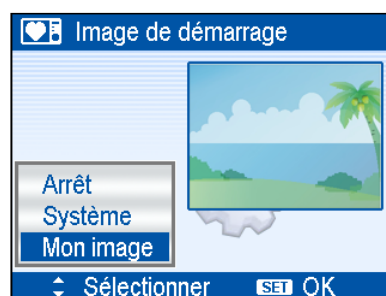 Image de démarrage
Arrêt
Système
Mon image
Sélectionner SET OK